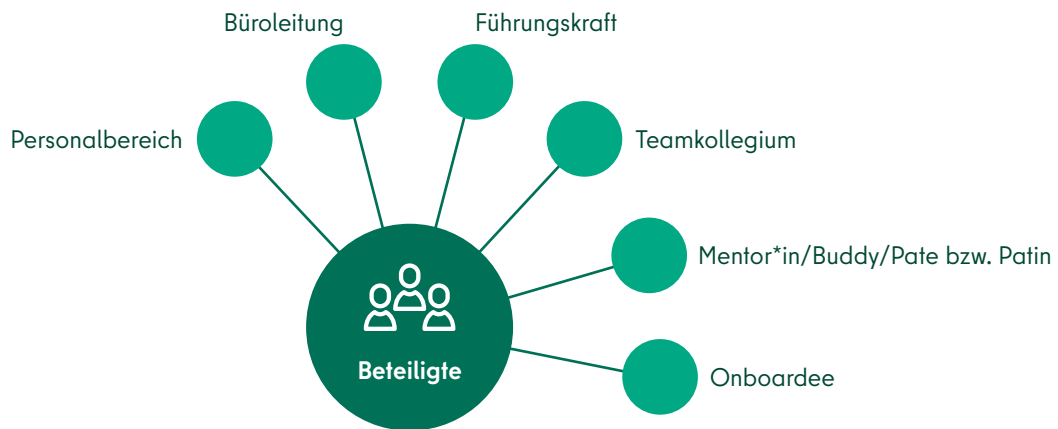 Büroleitung
Führungskraft
Personalbereich
Teamkollegium
Mentor*in/Buddy/Pate bzw. Patin
Beteiligte
Onboardee